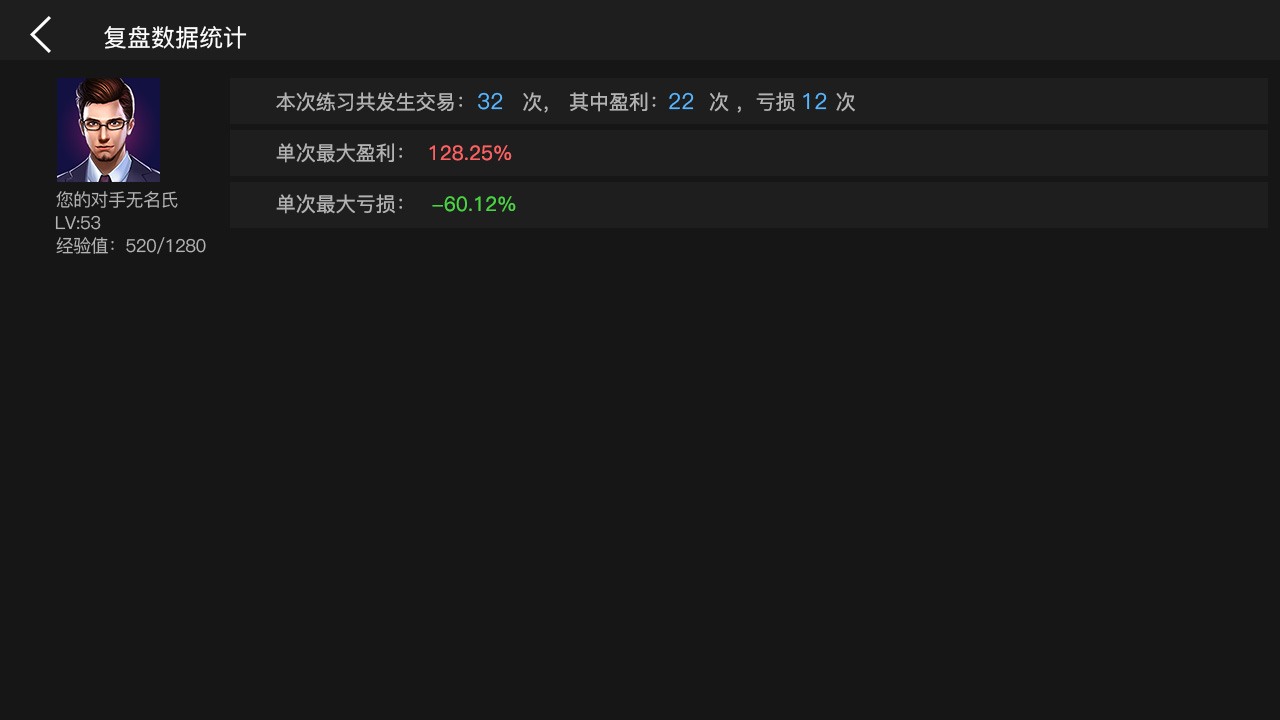 复盘数据统计
本次练习共发生交易：32 次， 其中盈利：22 次 ，亏损 12 次
单次最大盈利： 128.25%
单次最大亏损： -60.12%
您的对手无名氏
LV:53
经验值：520/1280